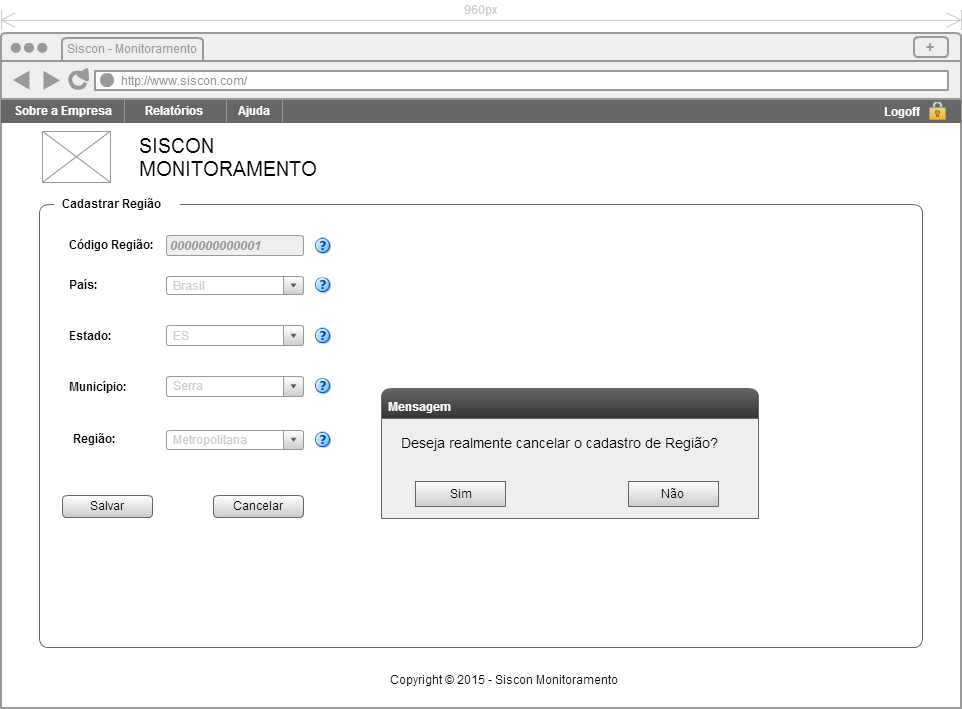 960px
Siscon - Monitoramento
+
http://www.siscon.com/
Sobre a Empresa Relatórios Ajuda Logoff
SISCON
MONITORAMENTO
Cadastrar Região
Código Região: 0000000000001 ?
País: Brasil ?
Estado: ES ?
Município: Serra ?
Região: Metropolitana ?
Mensagem
Deseja realmente cancelar o cadastro de Região?
Sim Não
Salvar Cancelar
Copyright © 2015 - Siscon Monitoramento